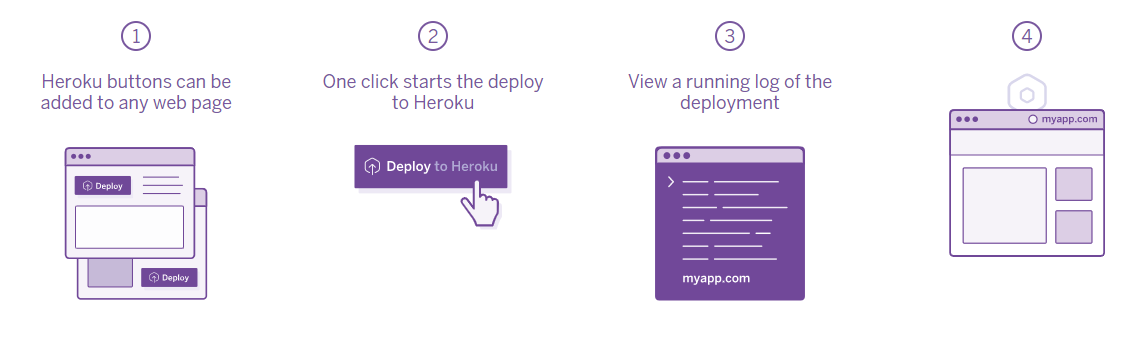 1
Heroku buttons can be
added to any web page
Deploy
Deploy
2
One click starts the deploy
to Heroku
Deploy to Heroku
3
View a running log of the
deployment
myapp.com
4
myapp.com